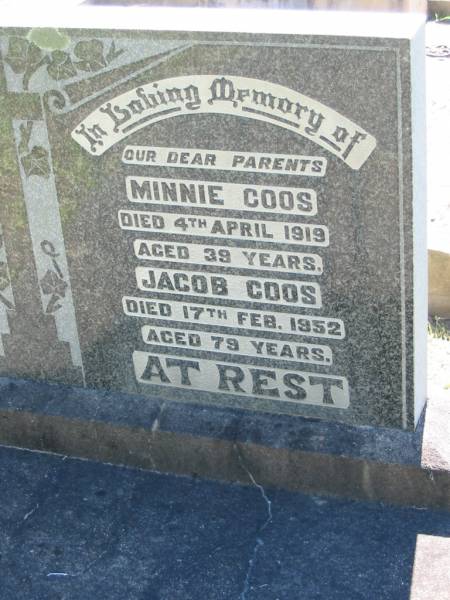 In Loving Memory of
OUR DEAR PARENTS
MINNIE COOS
DIED 4TH APRIL 1919
AGED 39 YEARS.
JACOB COOS
DIED 17TH FEB. 1952
AGED 79 YEARS.
AT REST